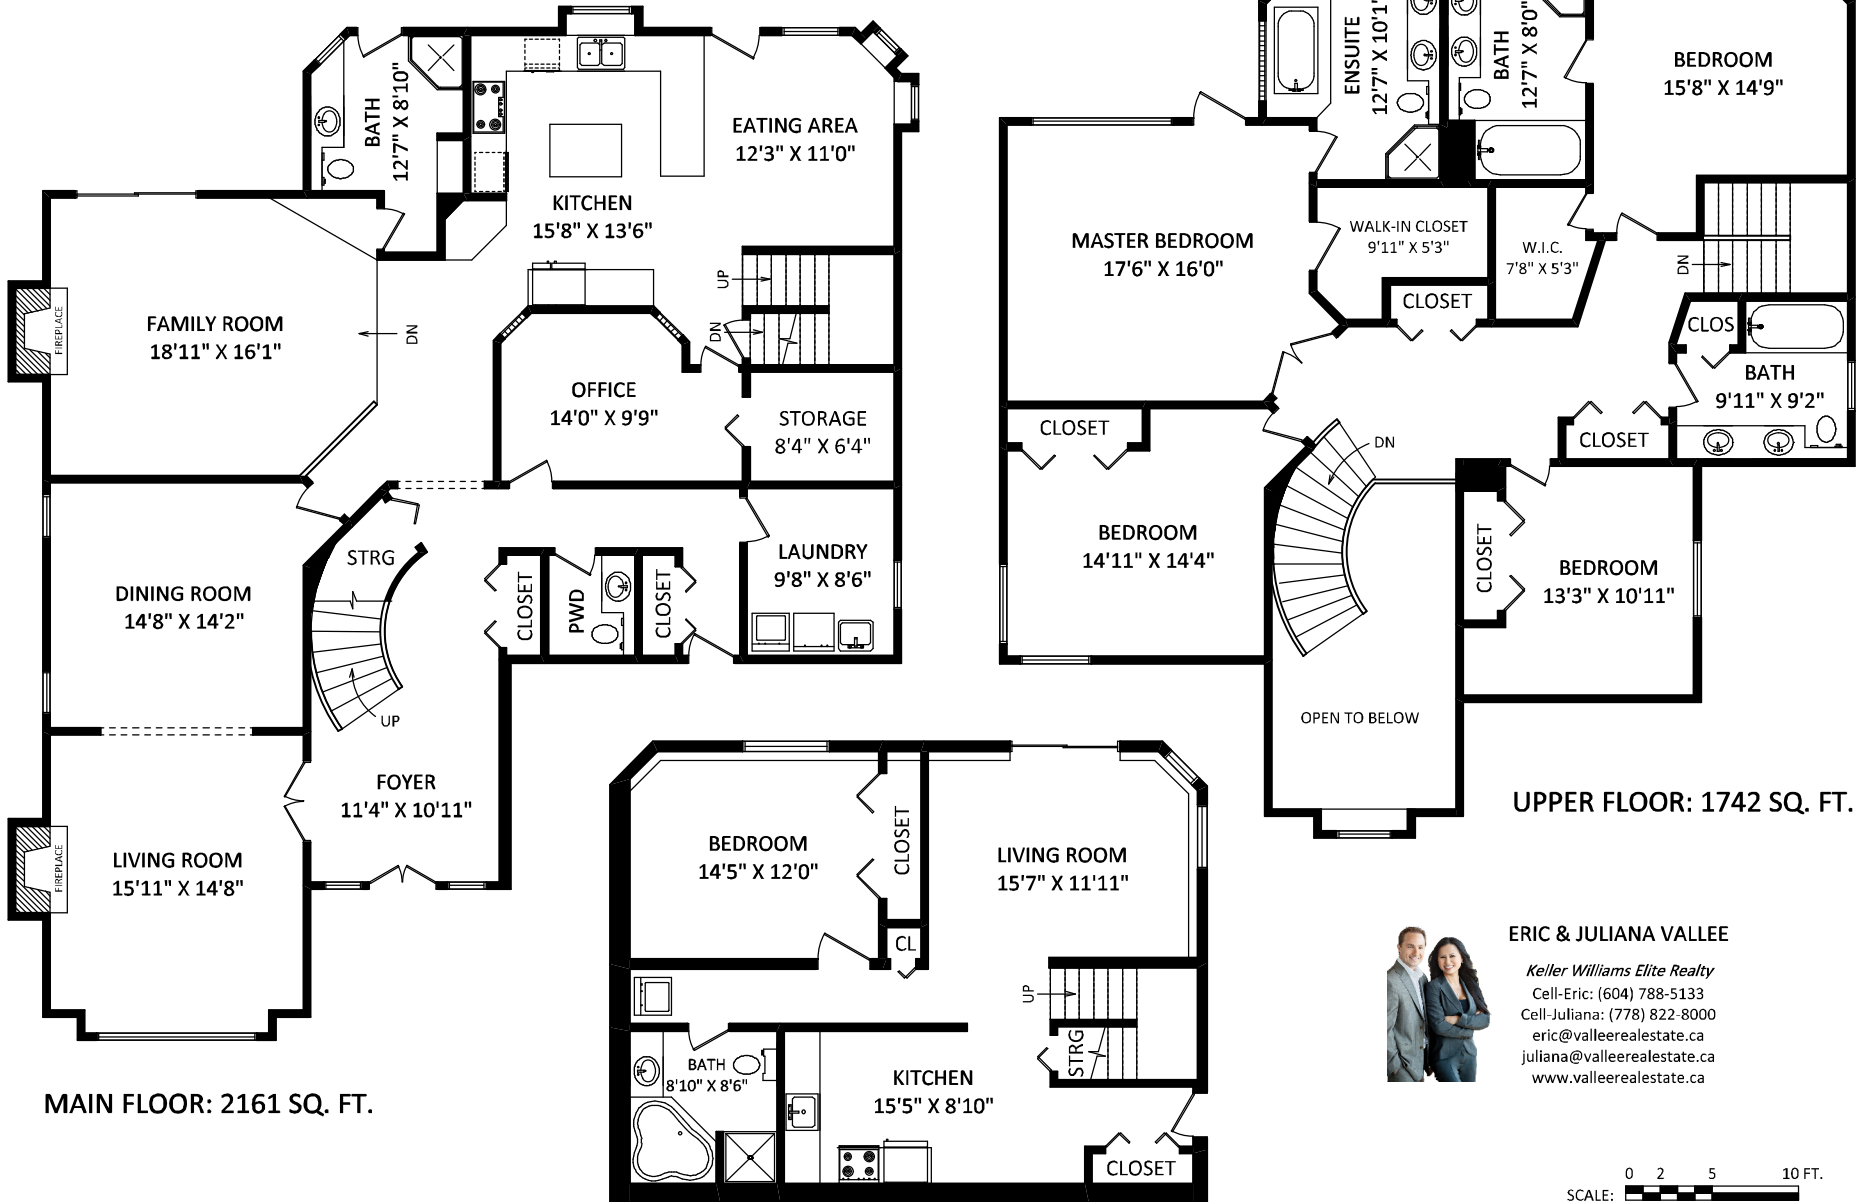 BATH
12'7" X 8'10"
EATING AREA
12'3" X 11'0"
KITCHEN
15'8" X 13'6"
UP
DN
FAMILY ROOM
18'11" X 16'1"
FIREPLACE
DN
OFFICE
14'0" X 9'9"
STORAGE
8'4" X 6'4"
STRG
DINING ROOM
14'8" X 14'2"
CLOSET
PWD
CLOSET
LAUNDRY
9'8" X 8'6"
UP
FOYER
11'4" X 10'11"
LIVING ROOM
15'11" X 14'8"
FIREPLACE
MAIN FLOOR: 2161 SQ. FT.
ENSUITE
12'7" X 10'1"
BATH
12'7" X 8'0"
BEDROOM
15'8" X 14'9"
MASTER BEDROOM
17'6" X 16'0"
WALK-IN CLOSET
9'11" X 5'3"
W.I.C.
7'8" X 5'3"
DN
CLOSET
CLOS
BATH
9'11" X 9'2"
CLOSET
CLOSET
DN
BEDROOM
14'11" X 14'4"
CLOSET
BEDROOM
13'3" X 10'11"
OPEN TO BELOW
UPPER FLOOR: 1742 SQ. FT.
BEDROOM
14'5" X 12'0"
CLOSET
LIVING ROOM
15'7" X 11'11"
CL
UP
STRG
BATH
8'10" X 8'6"
KITCHEN
15'5" X 8'10"
CLOSET
ERIC & JULIANA VALLEE
Keller Williams Elite Realty
Cell-Eric: (604) 788-5133
Cell-Juliana: (778) 822-8000
eric@valleerealestate.ca
juliana@valleerealestate.ca
www.valleerealestate.ca
0 2 5 10 FT.
SCALE: